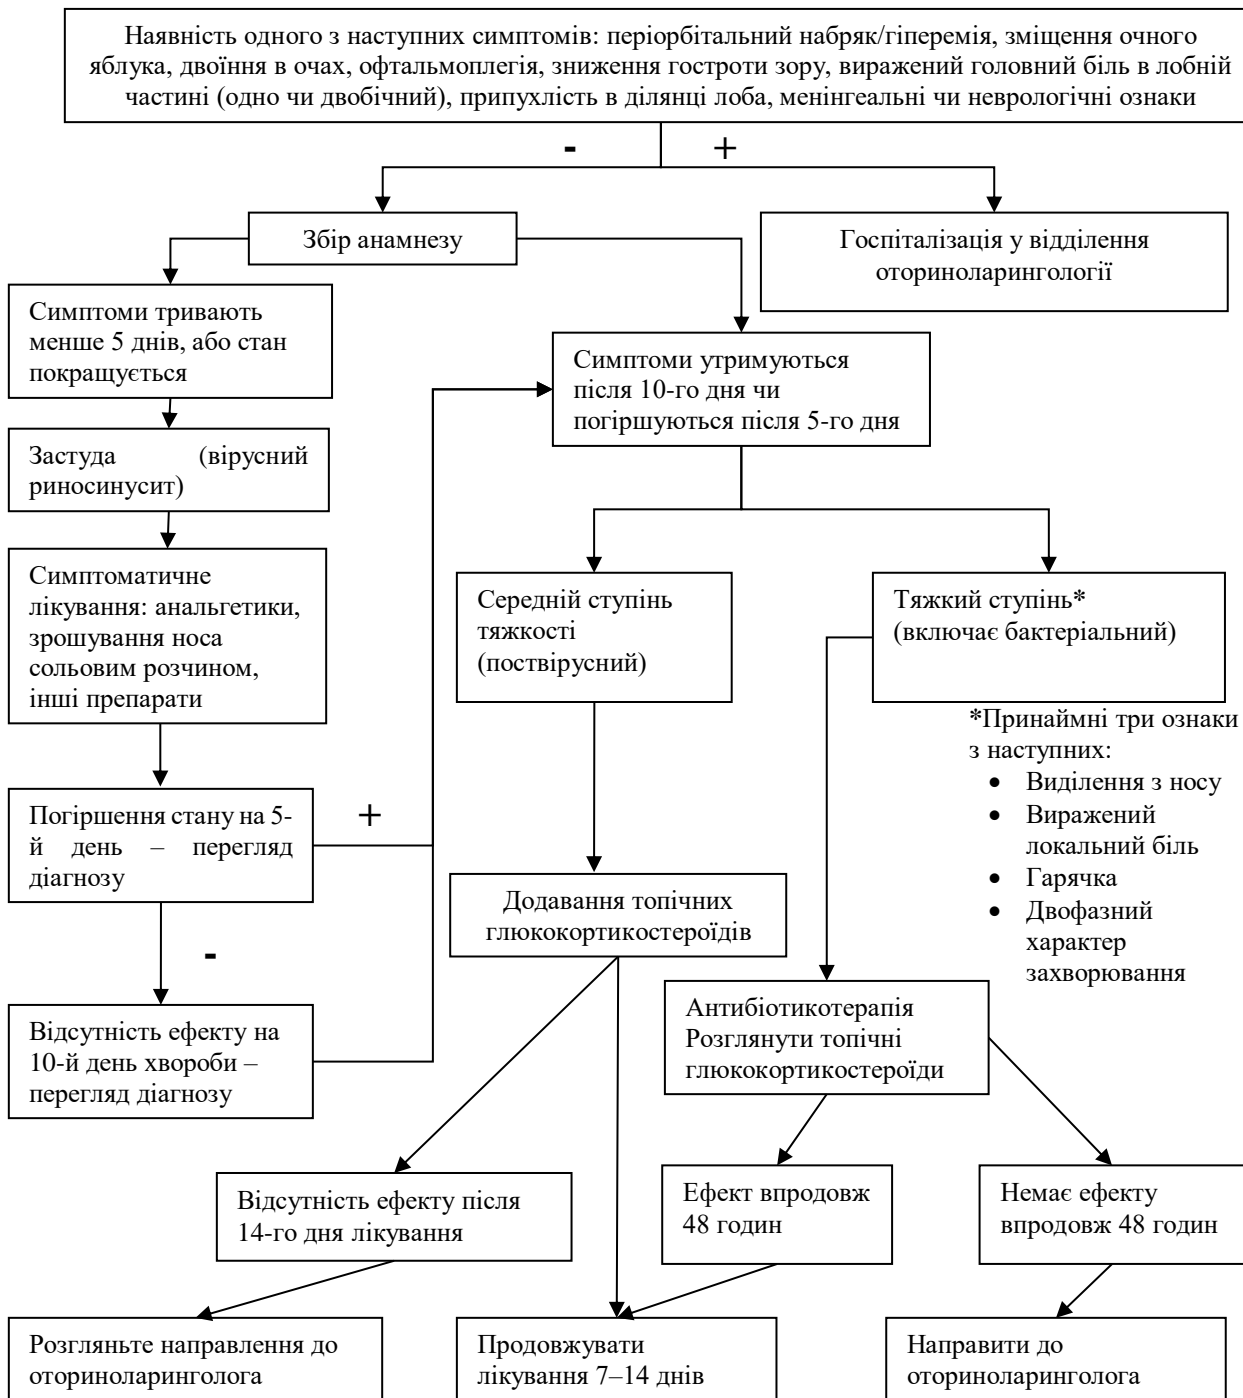 Наявність одного з наступних симптомів: періорбітальний набряк/гіперемія, зміщення очного
яблука, двоїння в очах, офтальмоплегія, зниження гостроти зору, виражений головний біль в лобній
частині (одно чи двобічний), припухлість в ділянці лоба, менінгеальні чи неврологічні ознаки
- +
Збір анамнезу
Госпіталізація у відділення
оториноларингології
Симптоми тривають
менше 5 днів, або стан
покращується
Симптоми утримуються
після 10-го дня чи
погіршуються після 5-го дня
Застуда (вірусний
риносинусит)
Симптоматичне
лікування: анальгетики,
зрошування носа
сольовим розчином,
інші препарати
Середній ступінь
тяжкості
(поствірусний)
Тяжкий ступінь*
(включає бактеріальний)
*Принаймні три ознаки
з наступних:
• Виділення з носу
• Виражений
локальний біль
• Гарячка
• Двофазний
характер
захворювання
Погіршення стану на 5-
й день – перегляд
діагнозу
+
-
Додавання топічних
глюкокортикостероїдів
Відсутність ефекту на
10-й день хвороби –
перегляд діагнозу
Антибіотикотерапія
Розглянути топічні
глюкокортикостероїди
Відсутність ефекту після
14-го дня лікування
Ефект впродовж
48 годин
Немає ефекту
впродовж 48 годин
Розгляньте направлення до
оториноларинголога
Продовжувати
лікування 7–14 днів
Направити до
оториноларинголога